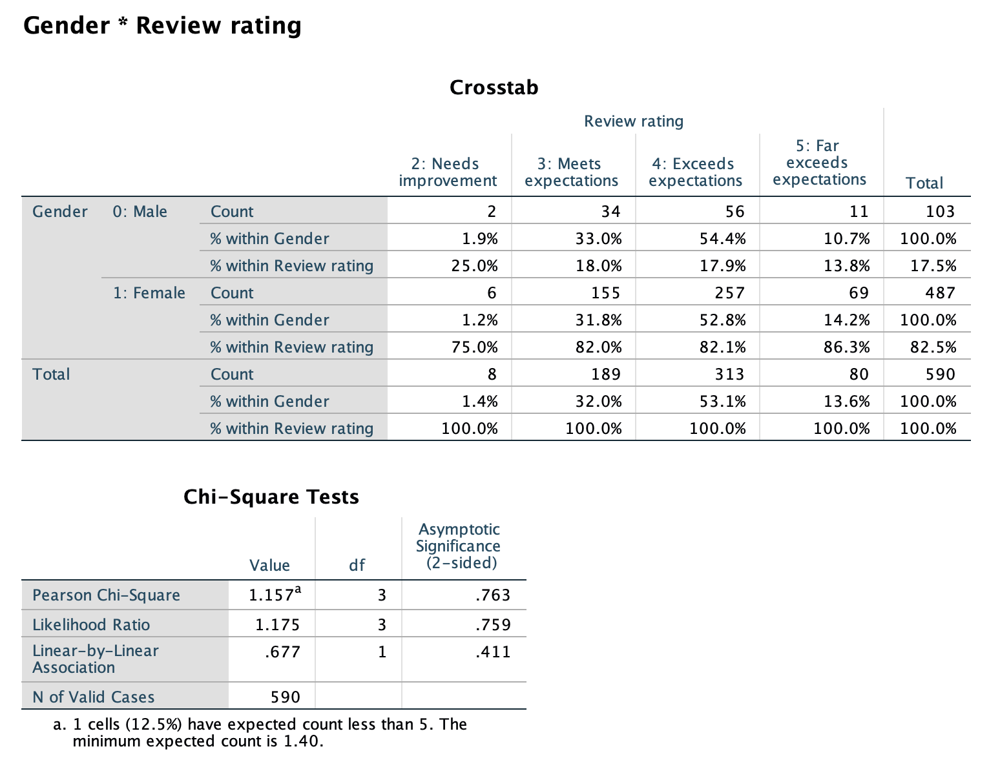 Gender * Review rating
Crosstab
Review rating
2: Needs improvement 3: Meets expectations 4: Exceeds expectations 5: Far exceeds expectations Total
Gender 0: Male Count 2 34 56 11 103
% within Gender 1.9% 33.0% 54.4% 10.7% 100.0%
% within Review rating 25.0% 18.0% 17.9% 13.8% 17.5%
1: Female Count 6 155 257 69 487
% within Gender 1.2% 31.8% 52.8% 14.2% 100.0%
% within Review rating 75.0% 82.0% 82.1% 86.3% 82.5%
Total Count 8 189 313 80 590
% within Gender 1.4% 32.0% 53.1% 13.6% 100.0%
% within Review rating 100.0% 100.0% 100.0% 100.0% 100.0%
Chi-Square Tests
Value df Asymptotic Significance (2-sided)
Pearson Chi-Square 1.157a 3 .763
Likelihood Ratio 1.175 3 .759
Linear-by-Linear Association .677 1 .411
N of Valid Cases 590
a. 1 cells (12.5%) have expected count less than 5. The
minimum expected count is 1.40.